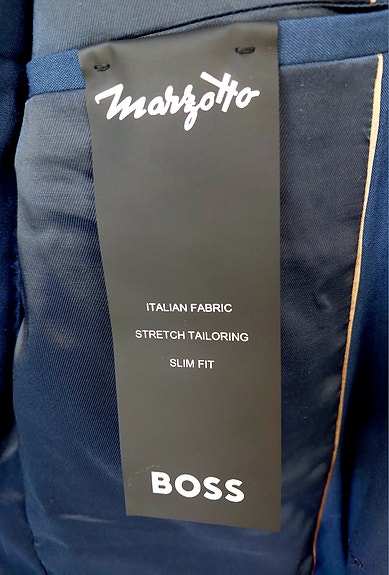 Marzotto
ITALIAN FABRIC
STRETCH TAILORING
SLIM FIT
BOSS